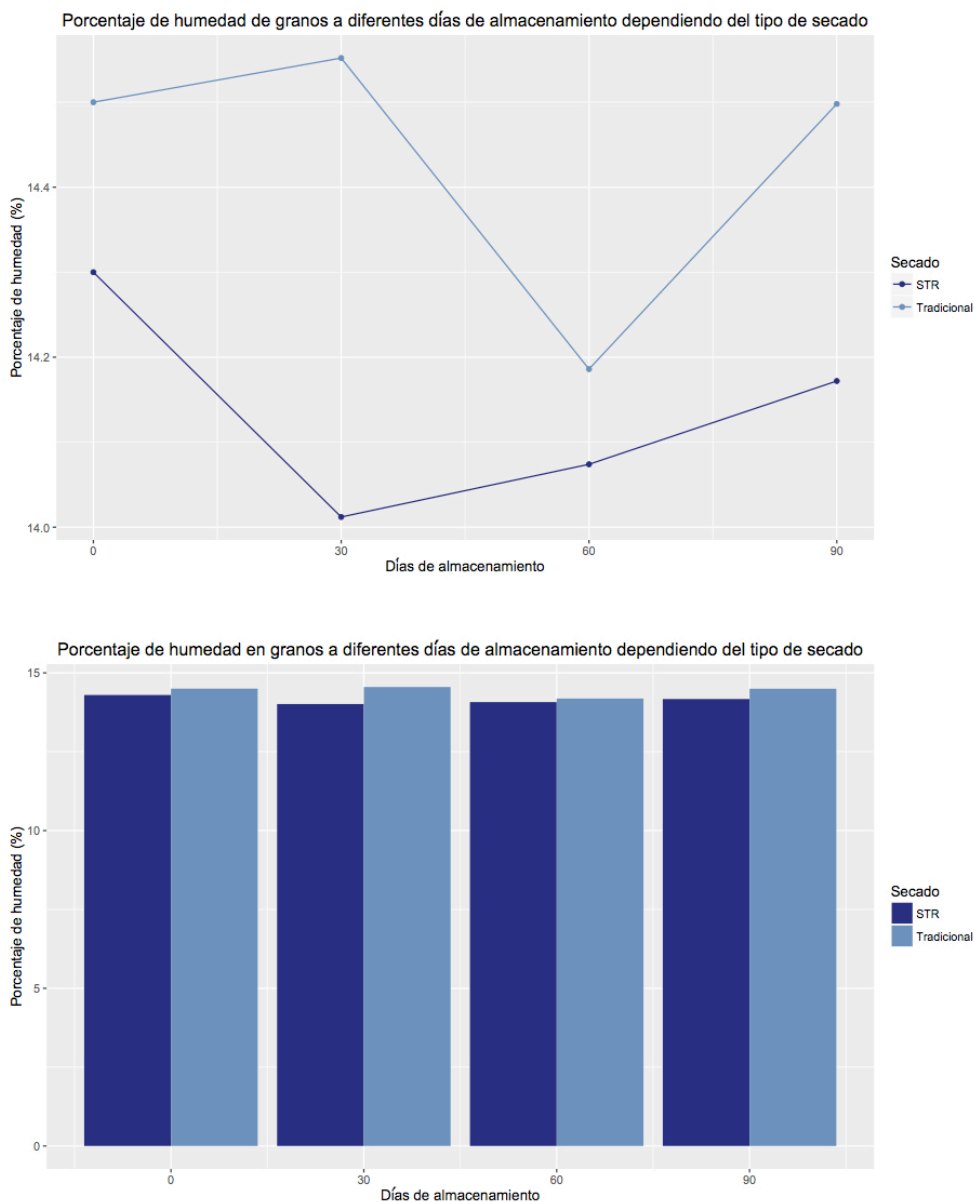 Porcentaje de humedad de granos a diferentes días de almacenamiento dependiendo del tipo de secado
Porcentaje de humedad (%)
14.4
14.2
14.0
0 30 60 90
Días de almacenamiento
Secado
STR
Tradicional
Porcentaje de humedad en granos a diferentes días de almacenamiento dependiendo del tipo de secado
Porcentaje de humedad (%)
15
10
5
0
0 30 60 90
Días de almacenamiento
Secado
STR
Tradicional